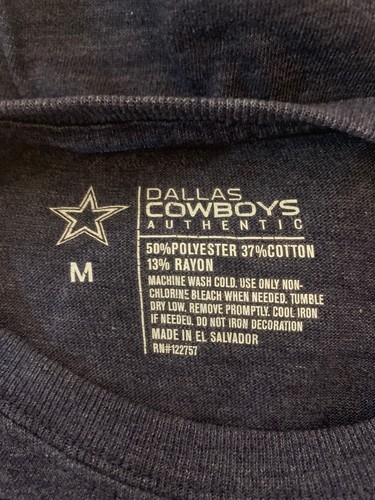 DALLAS
COWBOYS
AUTHENTIC
M
50%POLYESTER 37%COTTON
13% RAYON
MACHINE WASH COLD. USE ONLY NON-
CHLORINE BLEACH WHEN NEEDED. TUMBLE
DRY LOW. REMOVE PROMPTLY. COOL IRON
IF NEEDED. DO NOT IRON DECORATION
MADE IN EL SALVADOR
RN#122757